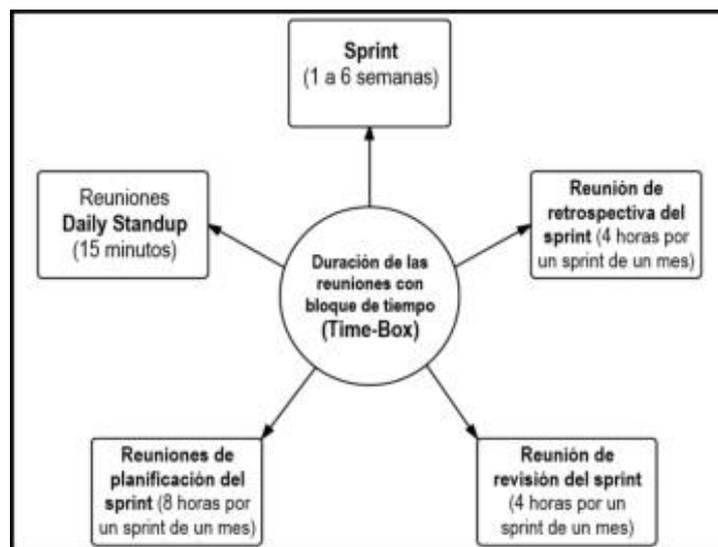 Sprint
(1 a 6 semanas)
Reuniones
Daily Standup
(15 minutos)
Reunión de
retrospectiva del
sprint (4 horas por
un sprint de un mes)
Duración de las
reuniones con
bloque de tiempo
(Time-Box)
Reuniones de
planificación del
sprint (8 horas por
un sprint de un mes)
Reunión de
revisión del sprint
(4 horas por un
sprint de un mes)